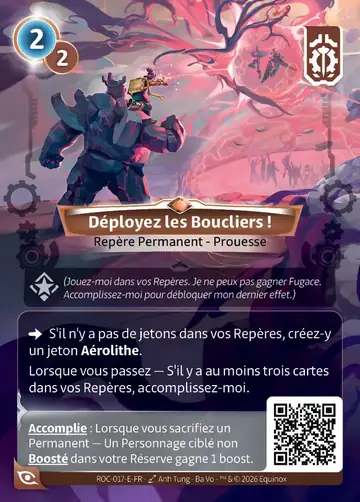 2
2
Déployez les Boucliers !
Repère Permanent - Prouesse
(Jouez-moi dans vos Repères. Je ne peux pas gagner Fugace.
Accomplissez-moi pour débloquer mon dernier effet.)
S'il n'y a pas de jetons dans vos Repères, créez-y
un jeton Aérolithe.
Lorsque vous passez — S'il y a au moins trois cartes
dans vos Repères, accomplissez-moi.
Accomplie : Lorsque vous sacrifiez un
Permanent — Un Personnage ciblé non
Boosté dans votre Réserve gagne 1 boost.
ROC-017-E-FR - Anh Tung - Ba Vo - ™ & © 2026 Equinox